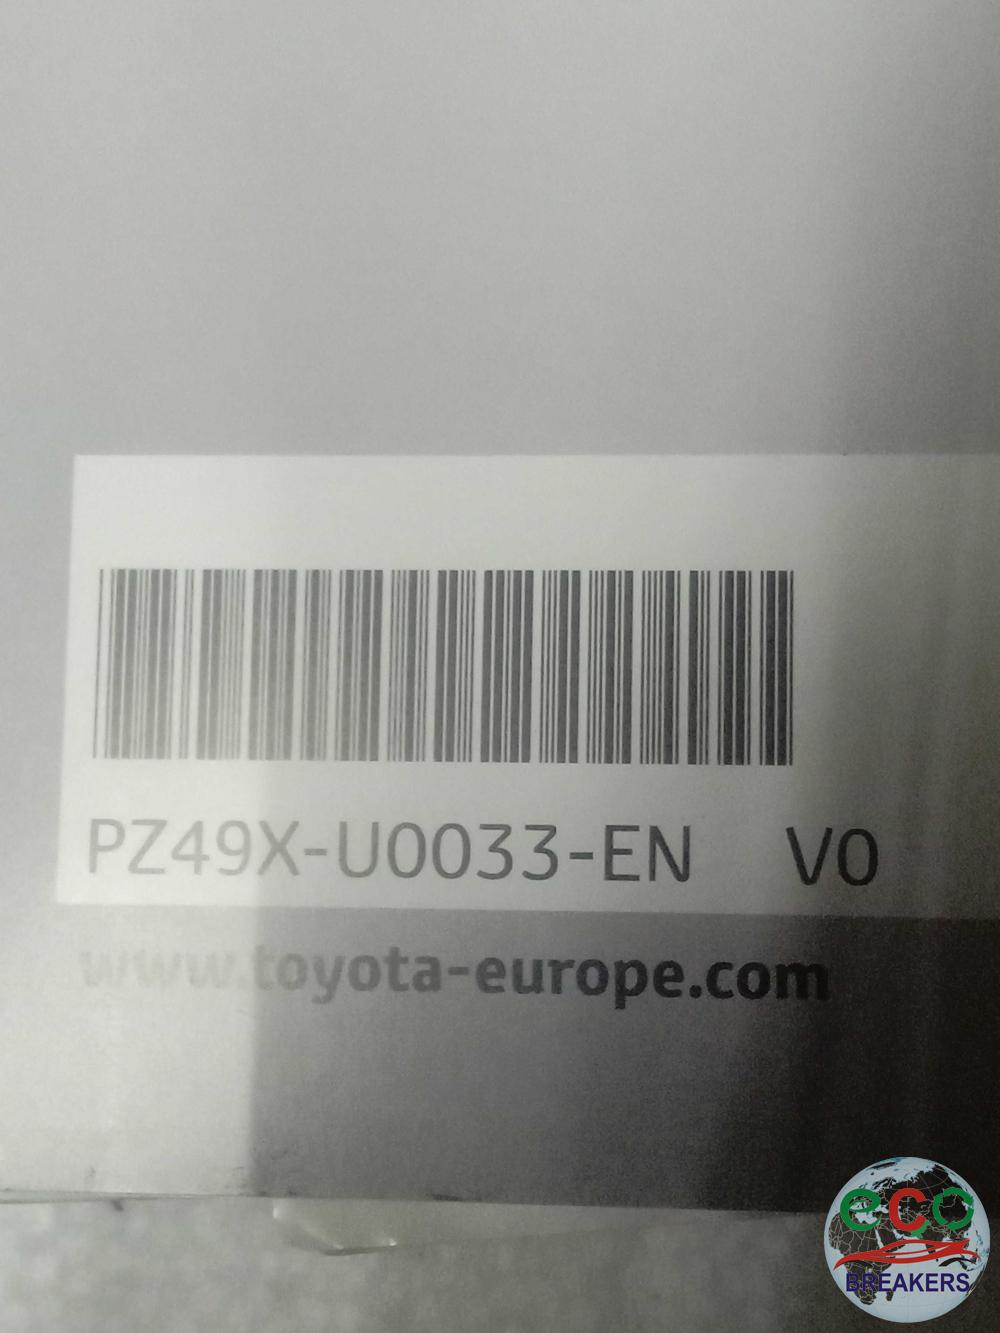 PZ49X-U0033-EN V0
www.toyota-europe.com
eco
BREAKERS